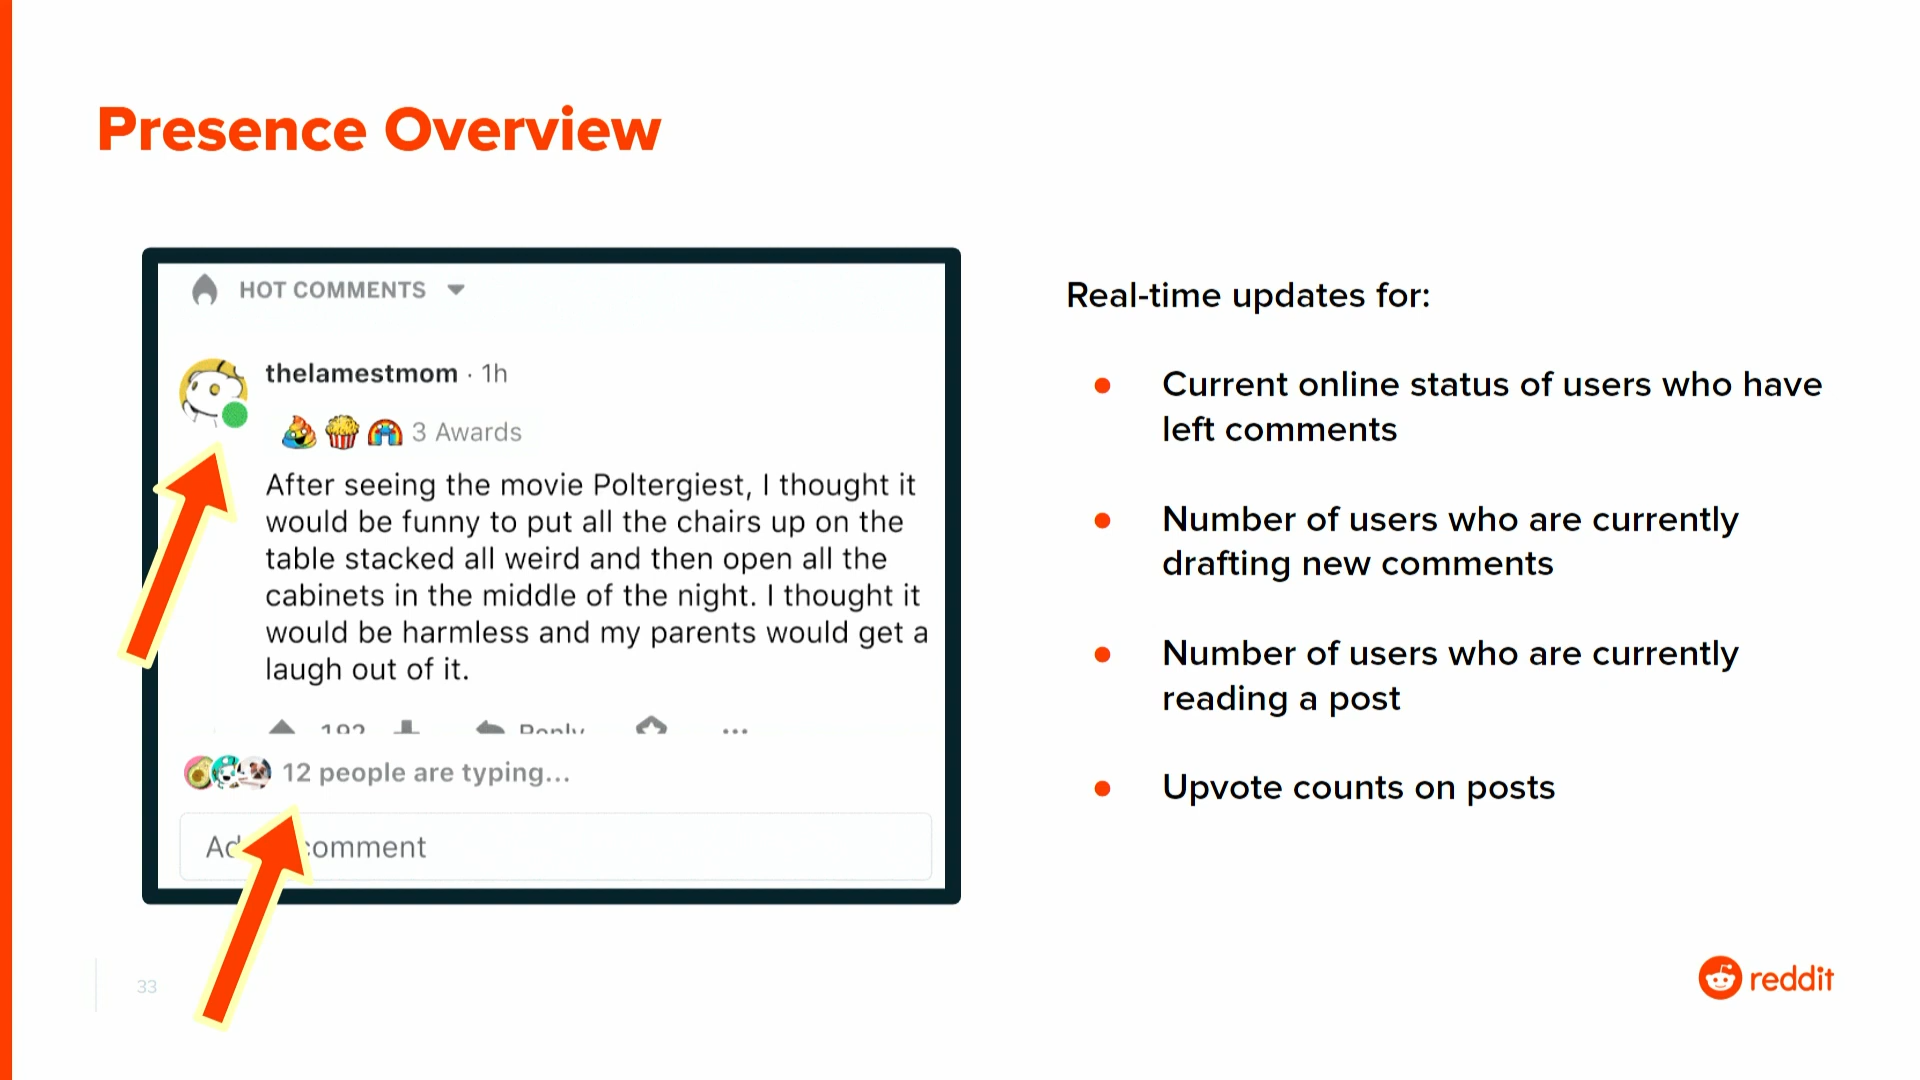 Presence Overview
HOT COMMENTS
thelamestmom · 1h
3 Awards
After seeing the movie Poltergiest, I thought it
would be funny to put all the chairs up on the
table stacked all weird and then open all the
cabinets in the middle of the night. I thought it
would be harmless and my parents would get a
laugh out of it.
192 Reply ...
12 people are typing...
comment
Real-time updates for:
● Current online status of users who have
left comments
● Number of users who are currently
drafting new comments
● Number of users who are currently
reading a post
● Upvote counts on posts
33
reddit